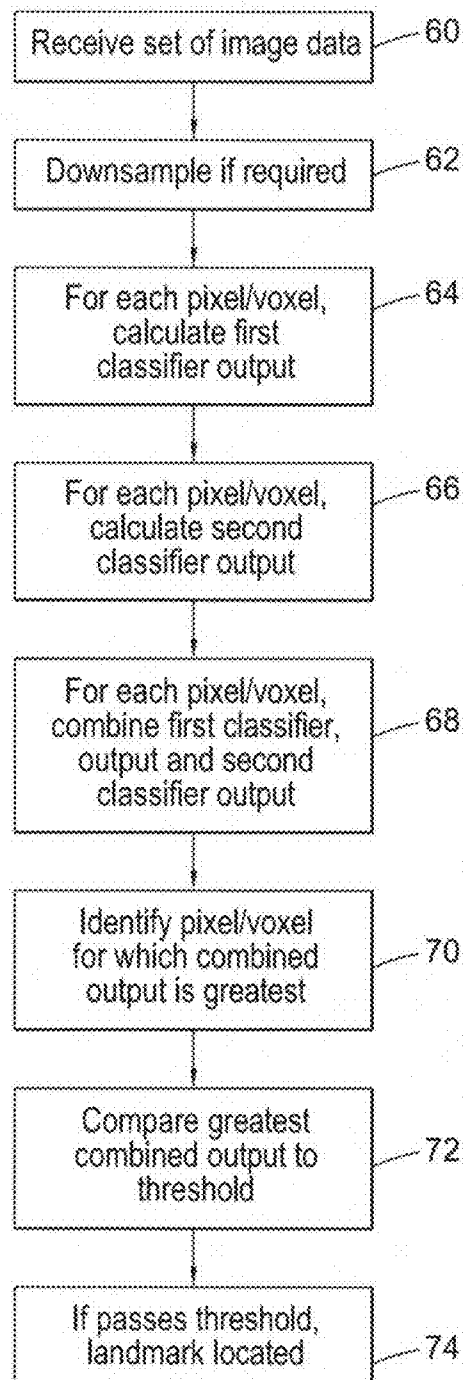 Receive set of image data
60
Downsample if required
62
For each pixel/voxel,
calculate first
classifier output
64
For each pixel/voxel,
calculate second
classifier output
66
For each pixel/voxel,
combine first classifier,
output and second
classifier output
68
Identify pixel/voxel
for which combined
output is greatest
70
Compare greatest
combined output to
threshold
72
If passes threshold,
landmark located
74